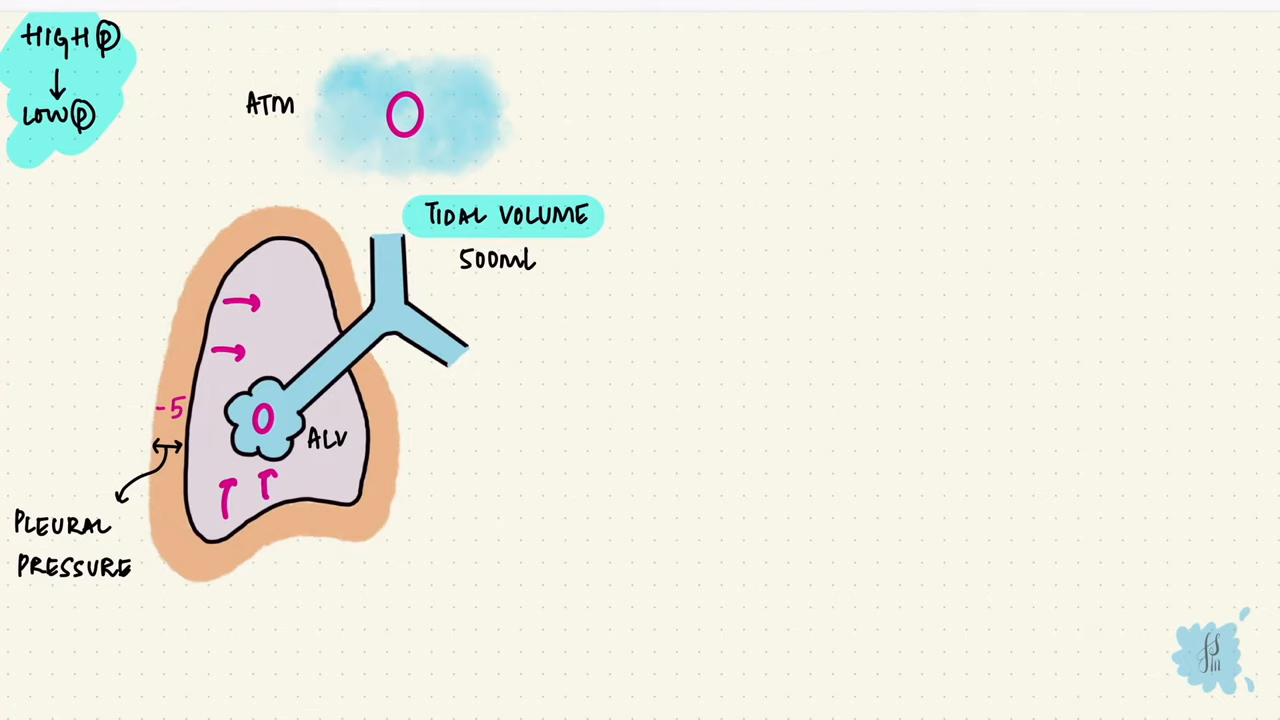 HIGH Ⓟ
↓
LOW Ⓟ
ATM
0
TIDAL VOLUME
500ml
-5
0
ALV
PLEURAL
PRESSURE